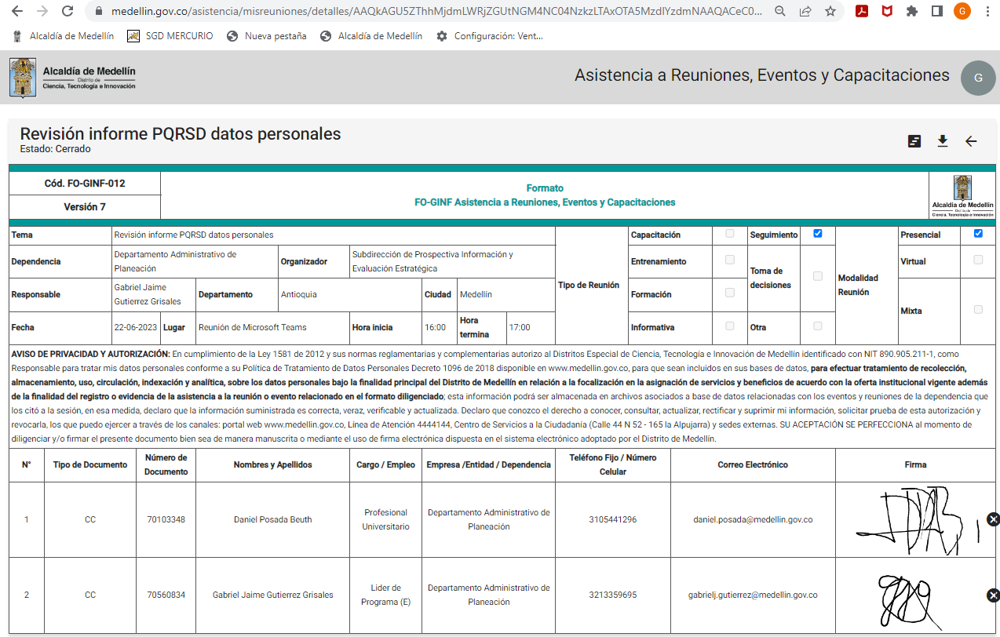 medellin.gov.co/asistencia/misreuniones/detalles/AAQkAGU5ZThhMjdmLWRjZGUtNGM4NC04NzkzLTAxOTA5MzdlYzdmNAAQACeC0...
G
Alcaldía de Medellín
SGD MERCURIO
Nueva pestaña
Alcaldía de Medellín
Configuración: Vent...
Alcaldía de Medellín
Distrito de
Ciencia, Tecnología e Innovación
Asistencia a Reuniones, Eventos y Capacitaciones
G
Revisión informe PQRSD datos personales
Estado: Cerrado
Cód. FO-GINF-012
Versión 7
Formato
FO-GINF Asistencia a Reuniones, Eventos y Capacitaciones
Alcaldía de Medellín
Distrito de
Ciencia, Tecnología e Innovación
Tema
Revisión informe PQRSD datos personales
Dependencia
Departamento Administrativo de
Planeación
Organizador
Subdirección de Prospectiva Información y
Evaluación Estratégica
Responsable
Gabriel Jaime
Gutierrez Grisales
Departamento
Antioquia
Ciudad
Medellín
Fecha
22-06-2023
Lugar
Reunión de Microsoft Teams
Hora inicia
16:00
Hora
termina
17:00
Tipo de Reunión
Capacitación
Entrenamiento
Formación
Informativa
Seguimiento
Toma de
decisiones
Otra
Modalidad
Reunión
Presencial
Virtual
Mixta
AVISO DE PRIVACIDAD Y AUTORIZACIÓN: En cumplimiento de la Ley 1581 de 2012 y sus normas reglamentarias y complementarias autorizo al Distritos Especial de Ciencia, Tecnología e Innovación de Medellín identificado con NIT 890.905.211-1, como
Responsable para tratar mis datos personales conforme a su Política de Tratamiento de Datos Personales Decreto 1096 de 2018 disponible en www.medellin.gov.co, para que sean incluidos en sus bases de datos, para efectuar tratamiento de recolección,
almacenamiento, uso, circulación, indexación y analítica, sobre los datos personales bajo la finalidad principal del Distrito de Medellín en relación a la focalización en la asignación de servicios y beneficios de acuerdo con la oferta institucional vigente además
de la finalidad del registro o evidencia de la asistencia a la reunión o evento relacionado en el formato diligenciado; esta información podrá ser almacenada en archivos asociados a base de datos relacionadas con los eventos y reuniones de la dependencia que
los citó a la sesión, en esa medida, declaro que la información suministrada es correcta, veraz, verificable y actualizada. Declaro que conozco el derecho a conocer, consultar, actualizar, rectificar y suprimir mi información, solicitar prueba de esta autorización y
revocarla, los que puedo ejercer a través de los canales: portal web www.medellin.gov.co, Línea de Atención 4444144, Centro de Servicios a la Ciudadanía (Calle 44 N 52 - 165 la Alpujarra) y sedes externas. SU ACEPTACIÓN SE PERFECCIONA al momento de
diligenciar y/o firmar el presente documento bien sea de manera manuscrita o mediante el uso de firma electrónica dispuesta en el sistema electrónico adoptado por el Distrito de Medellín.
N°
Tipo de Documento
Número de
Documento
Nombres y Apellidos
Cargo / Empleo
Empresa /Entidad / Dependencia
Teléfono Fijo / Número
Celular
Correo Electrónico
Firma
1
CC
70103348
Daniel Posada Beuth
Profesional
Universitario
Departamento Administrativo de
Planeación
3105441296
daniel.posada@medellin.gov.co
2
CC
70560834
Gabriel Jaime Gutierrez Grisales
Lider de
Programa (E)
Departamento Administrativo de
Planeación
3213359695
gabrielj.gutierrez@medellin.gov.co